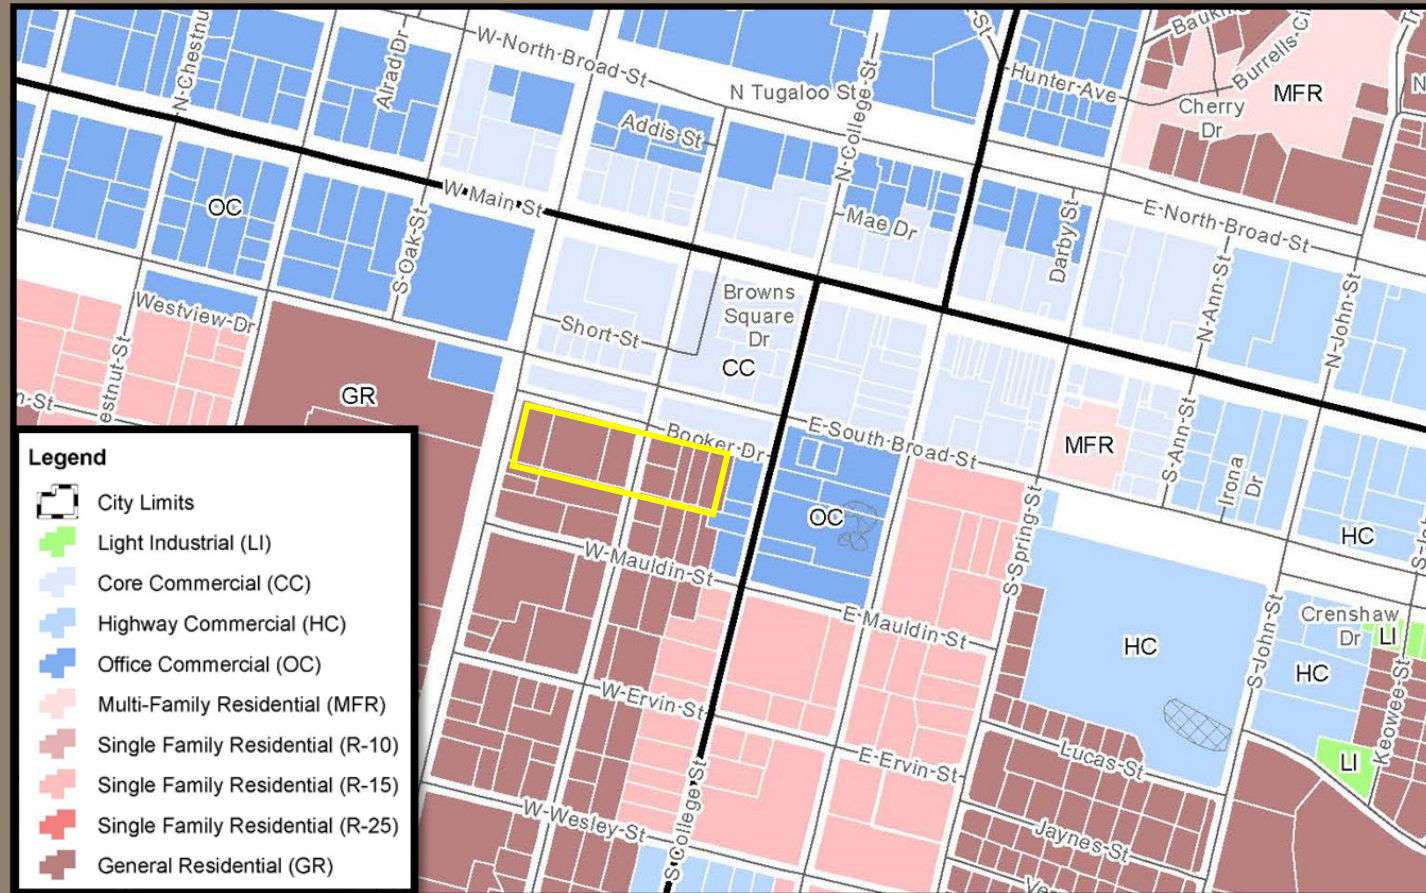 N-Chestnu
Alrad Dr
W-North-Broad-St
N Tugaloo St
N-College-St
-St
Hunter-Ave
Baukn
Burrells-Ci
MFR
Cherry
Dr
N
Addis-St
W-Main-St
OC
S-Oak-St
Mae Dr
Darby-St
E-North-Broad-St
N-Ann-St
N-John-St
Westview-Dr
Short-St
Browns
Square
Dr
CC
estnut-St
n-St
GR
Booker-Dr
E-South-Broad-St
MFR
S-Ann-St
Irona
Dr
HC
OC
S-Spring-St
W-Mauldin-St
E-Mauldin-St
HC
S-John-St
Crenshaw
Dr
LI
HC
Keowee-St
LI
W-Ervin-St
E-Ervin-St
Lucas-St
Jaynes-St
W-Wesley-St
S-College-St
Legend
City Limits
Light Industrial (LI)
Core Commercial (CC)
Highway Commercial (HC)
Office Commercial (OC)
Multi-Family Residential (MFR)
Single Family Residential (R-10)
Single Family Residential (R-15)
Single Family Residential (R-25)
General Residential (GR)